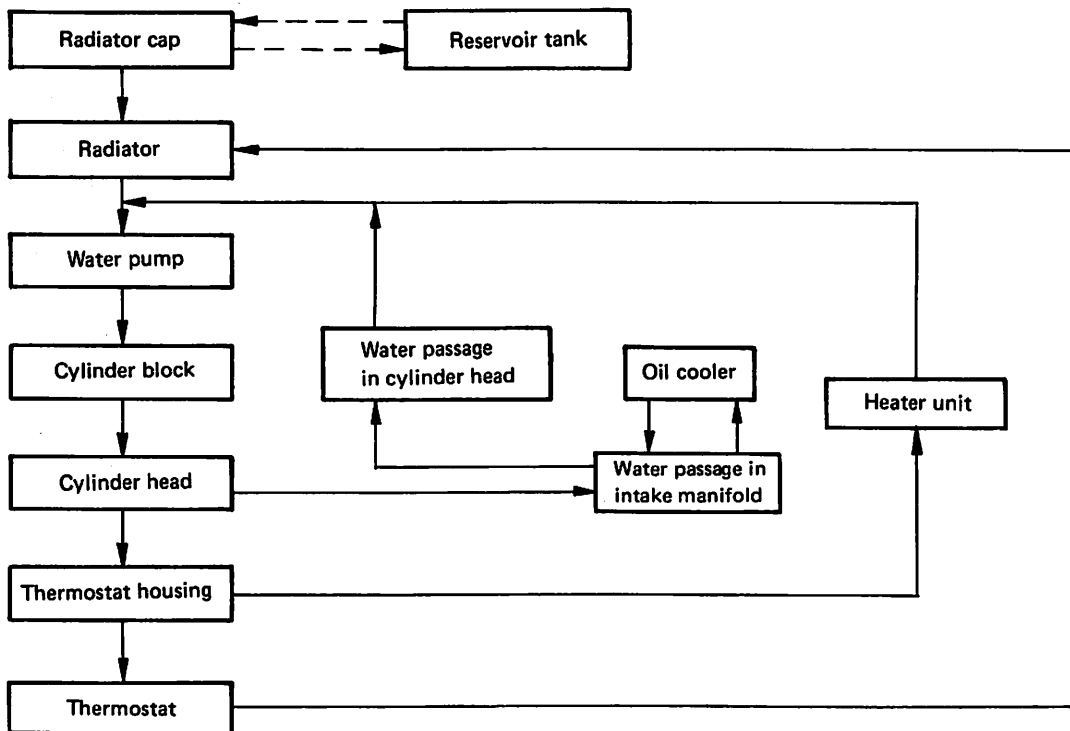 Radiator cap
Reservoir tank
Radiator
Water pump
Cylinder block
Water passage
in cylinder head
Oil cooler
Heater unit
Cylinder head
Water passage in
intake manifold
Thermostat housing
Thermostat